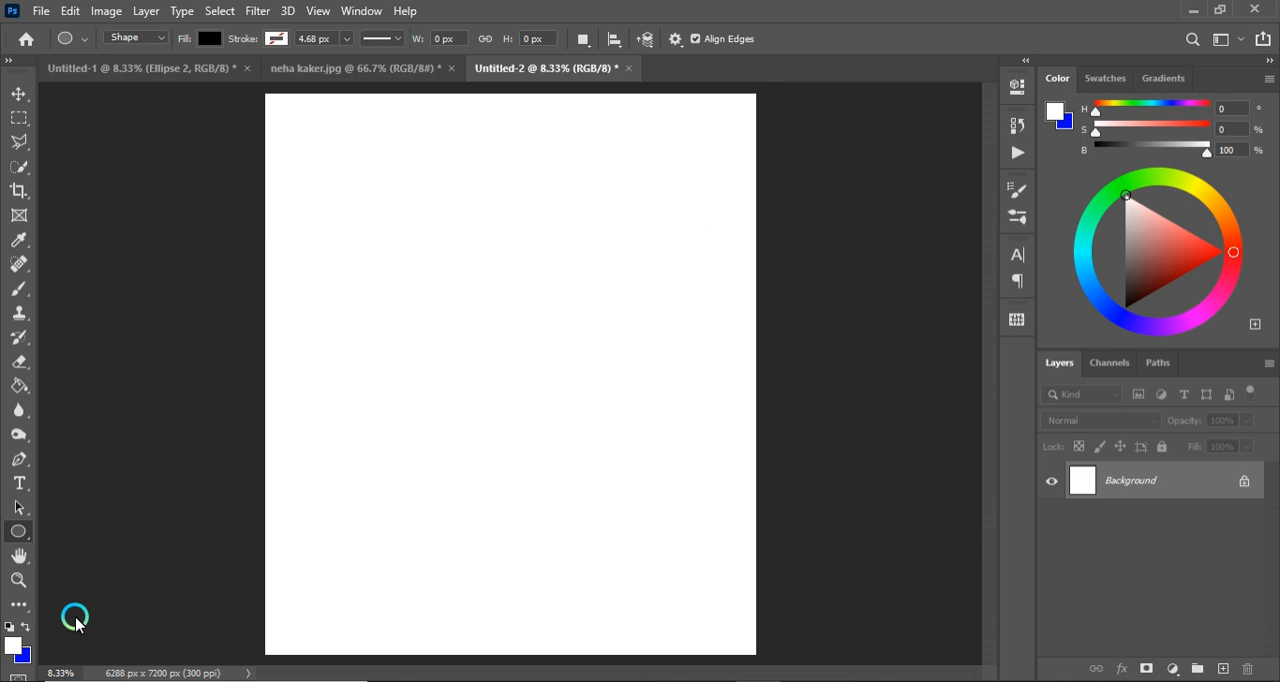 Ps File Edit Image Layer Type Select Filter 3D View Window Help
Shape Fill: Stroke: 4.68 px W: 0 px H: 0 px Align Edges
Untitled-1 @ 8.33% (Ellipse 2, RGB/8) * × neha kaker.jpg @ 66.7% (RGB/8#) * × Untitled-2 @ 8.33% (RGB/8) * ×
Color Swatches Gradients
H 0 °
S 0 %
B 100 %
Layers Channels Paths
Kind
Normal Opacity: 100%
Lock: Fill: 100%
Background
8.33% 6288 px x 7200 px (300 ppi)